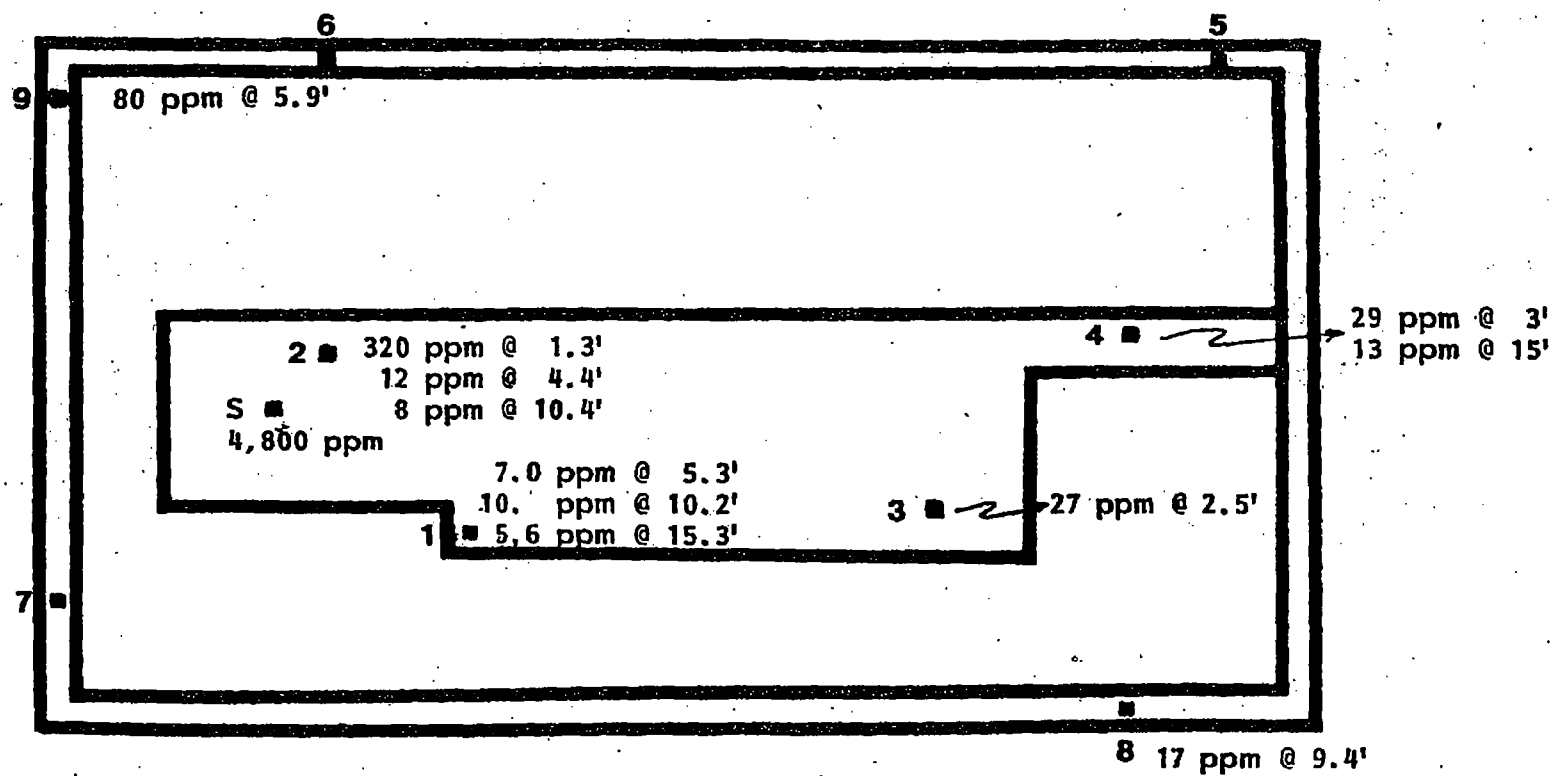 6
5
9 80 ppm @ 5.9'
2 320 ppm @ 1.3'
12 ppm @ 4.4'
8 ppm @ 10.4'
S
4,800 ppm
4 29 ppm @ 3'
13 ppm @ 15'
7.0 ppm @ 5.3'
10. ppm @ 10.2'
1 5,6 ppm @ 15.3'
3 27 ppm @ 2.5'
7
8 17 ppm @ 9.4'